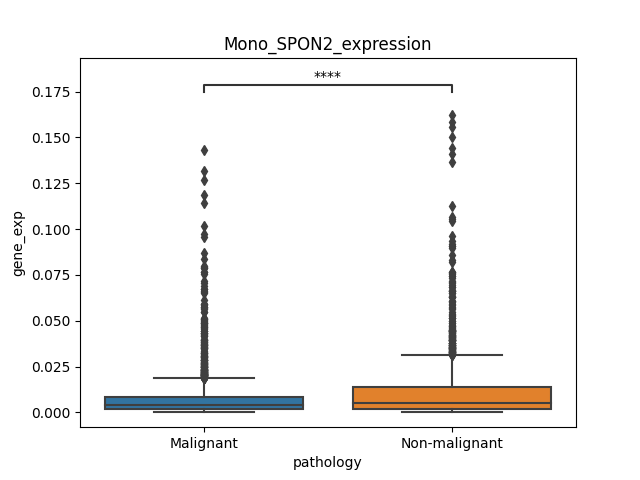 Mono_SPON2_expression
****
0.175
0.150
0.125
0.100
0.075
0.050
0.025
0.000
gene_exp
Malignant
Non-malignant
pathology